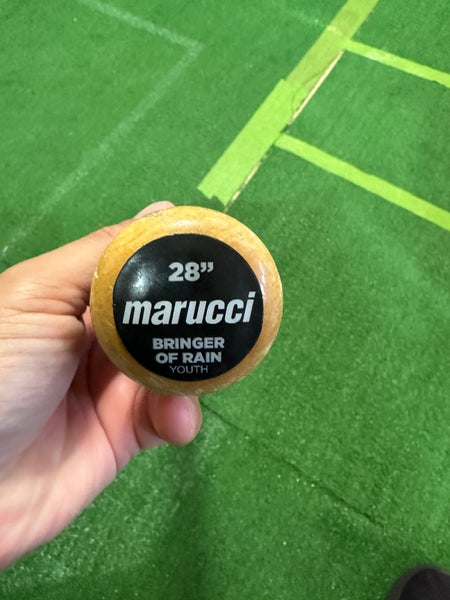 28”
marucci
BRINGER
OF RAIN
YOUTH